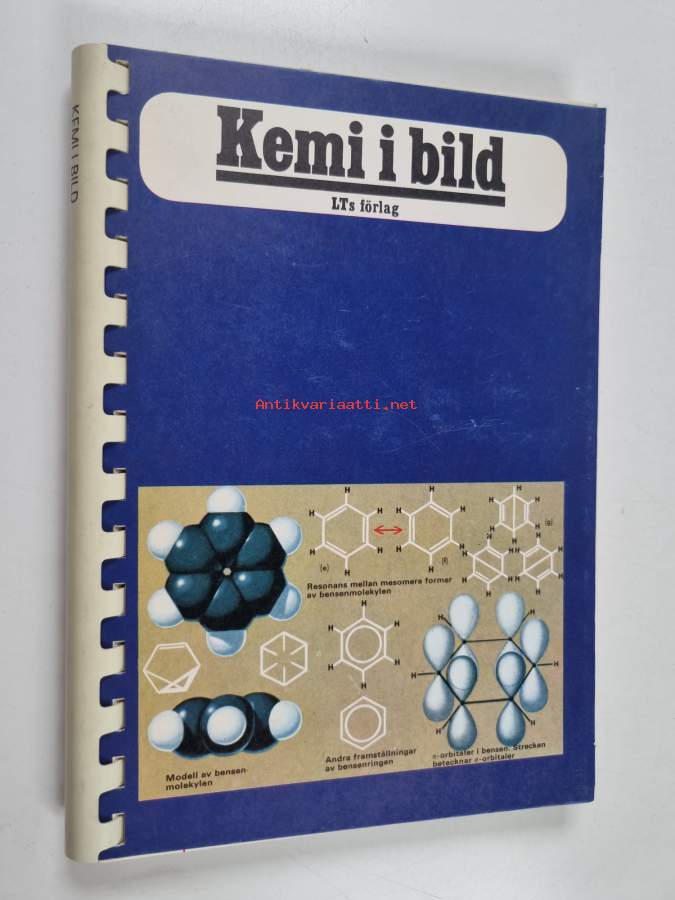 KEMI I BILD
Kemi i bild
LTs förlag
Antikvariaatti.net
H H H H
H H H H
H H
(e) (f) (g)
Resonans mellan mesomera former
av bensenmolekylen
Modell av bensen-
molekylen
Andra framställningar
av bensenringen
π-orbitaler i bensen. Strecken
betecknar σ-orbitaler